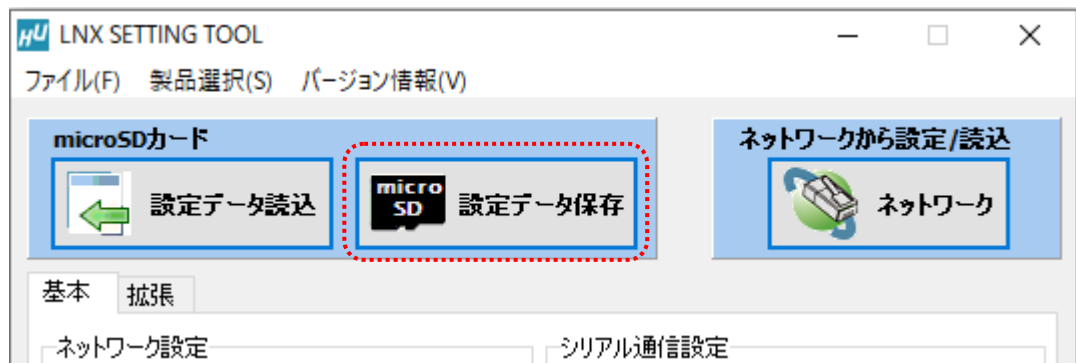 HU LNX SETTING TOOL
ファイル(F) 製品選択(S) バージョン情報(V)
microSDカード
設定データ読込
micro
SD
設定データ保存
ネットワークから設定/読込
ネットワーク
基本 拡張
ネットワーク設定
シリアル通信設定